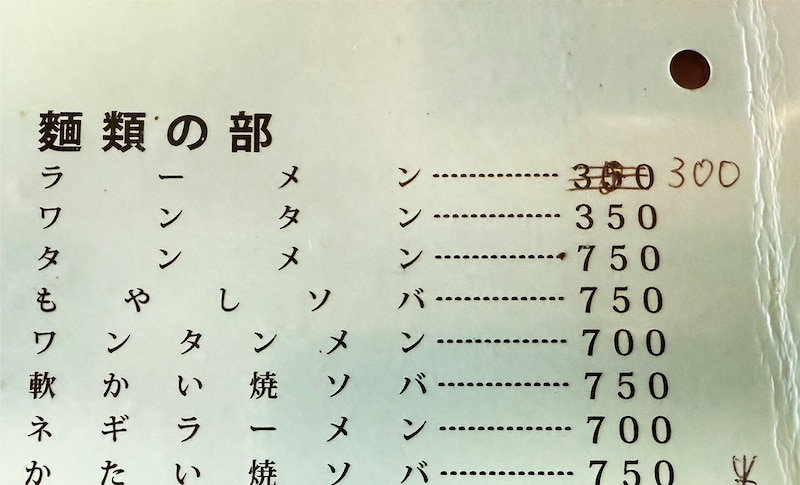 麵類の部
ラーメン…………350 300
ワンタン…………350
タンメン…………750
もやしソバ…………750
ワンタンメン…………700
軟かい焼ソバ…………750
ネギラーメン…………700
かたい焼ソバ…………750